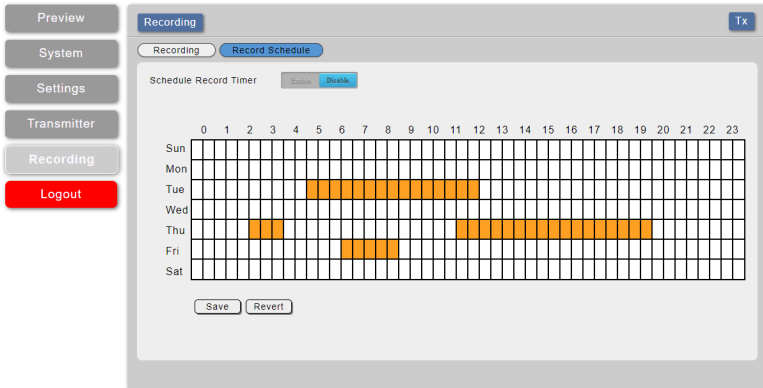 Preview
System
Settings
Transmitter
Recording
Logout
Recording Tx
Recording Record Schedule
Schedule Record Timer Enable Disable
0 1 2 3 4 5 6 7 8 9 10 11 12 13 14 15 16 17 18 19 20 21 22 23
Sun
Mon
Tue
Wed
Thu
Fri
Sat
Save Revert